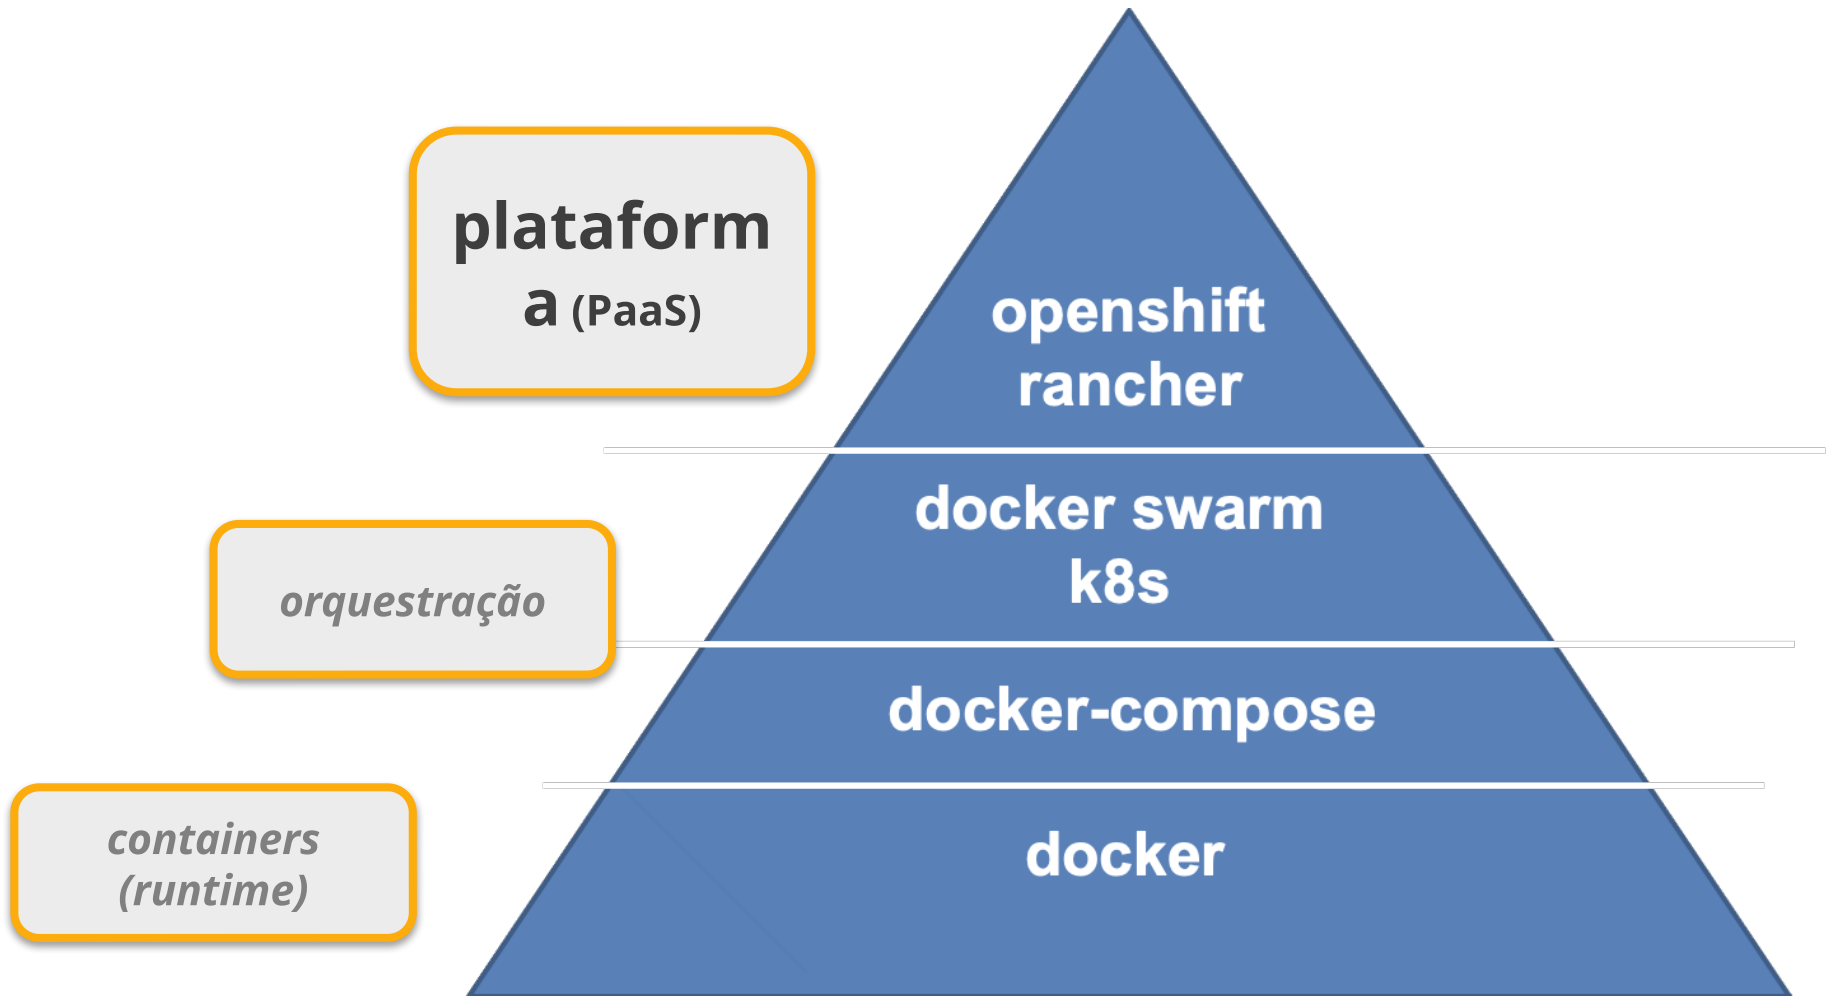 plataform
a (PaaS)
openshift
rancher
docker swarm
k8s
orquestração
docker-compose
containers
(runtime)
docker